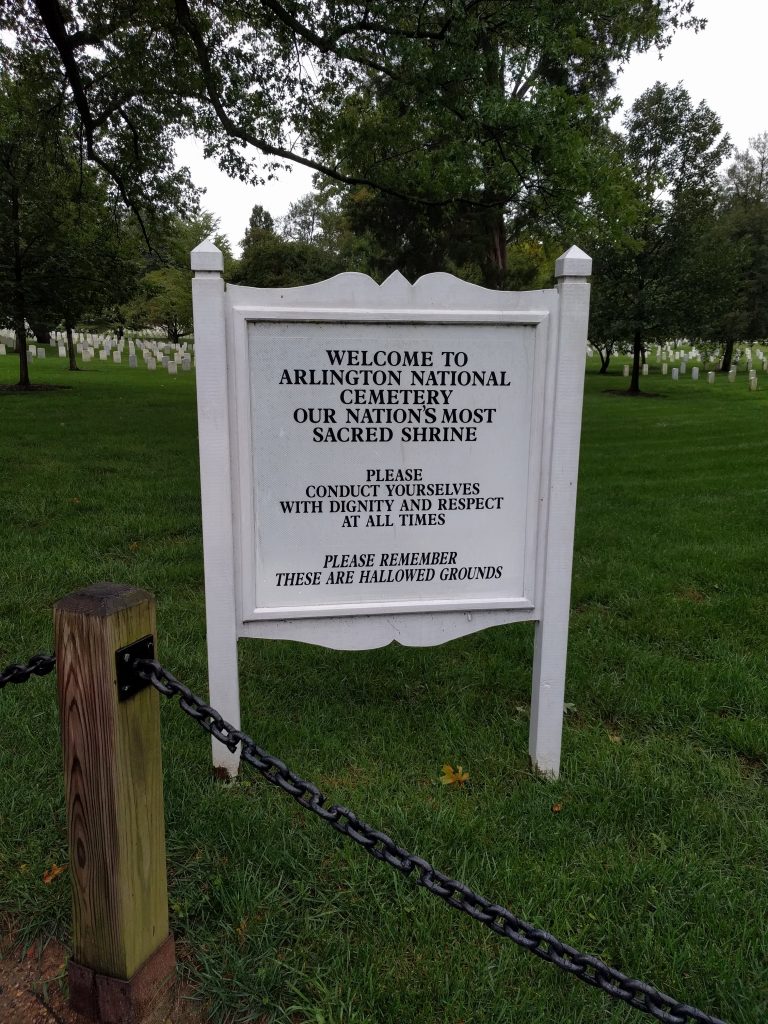 WELCOME TO
ARLINGTON NATIONAL
CEMETERY
OUR NATION'S MOST
SACRED SHRINE
PLEASE
CONDUCT YOURSELVES
WITH DIGNITY AND RESPECT
AT ALL TIMES
PLEASE REMEMBER
THESE ARE HALLOWED GROUNDS